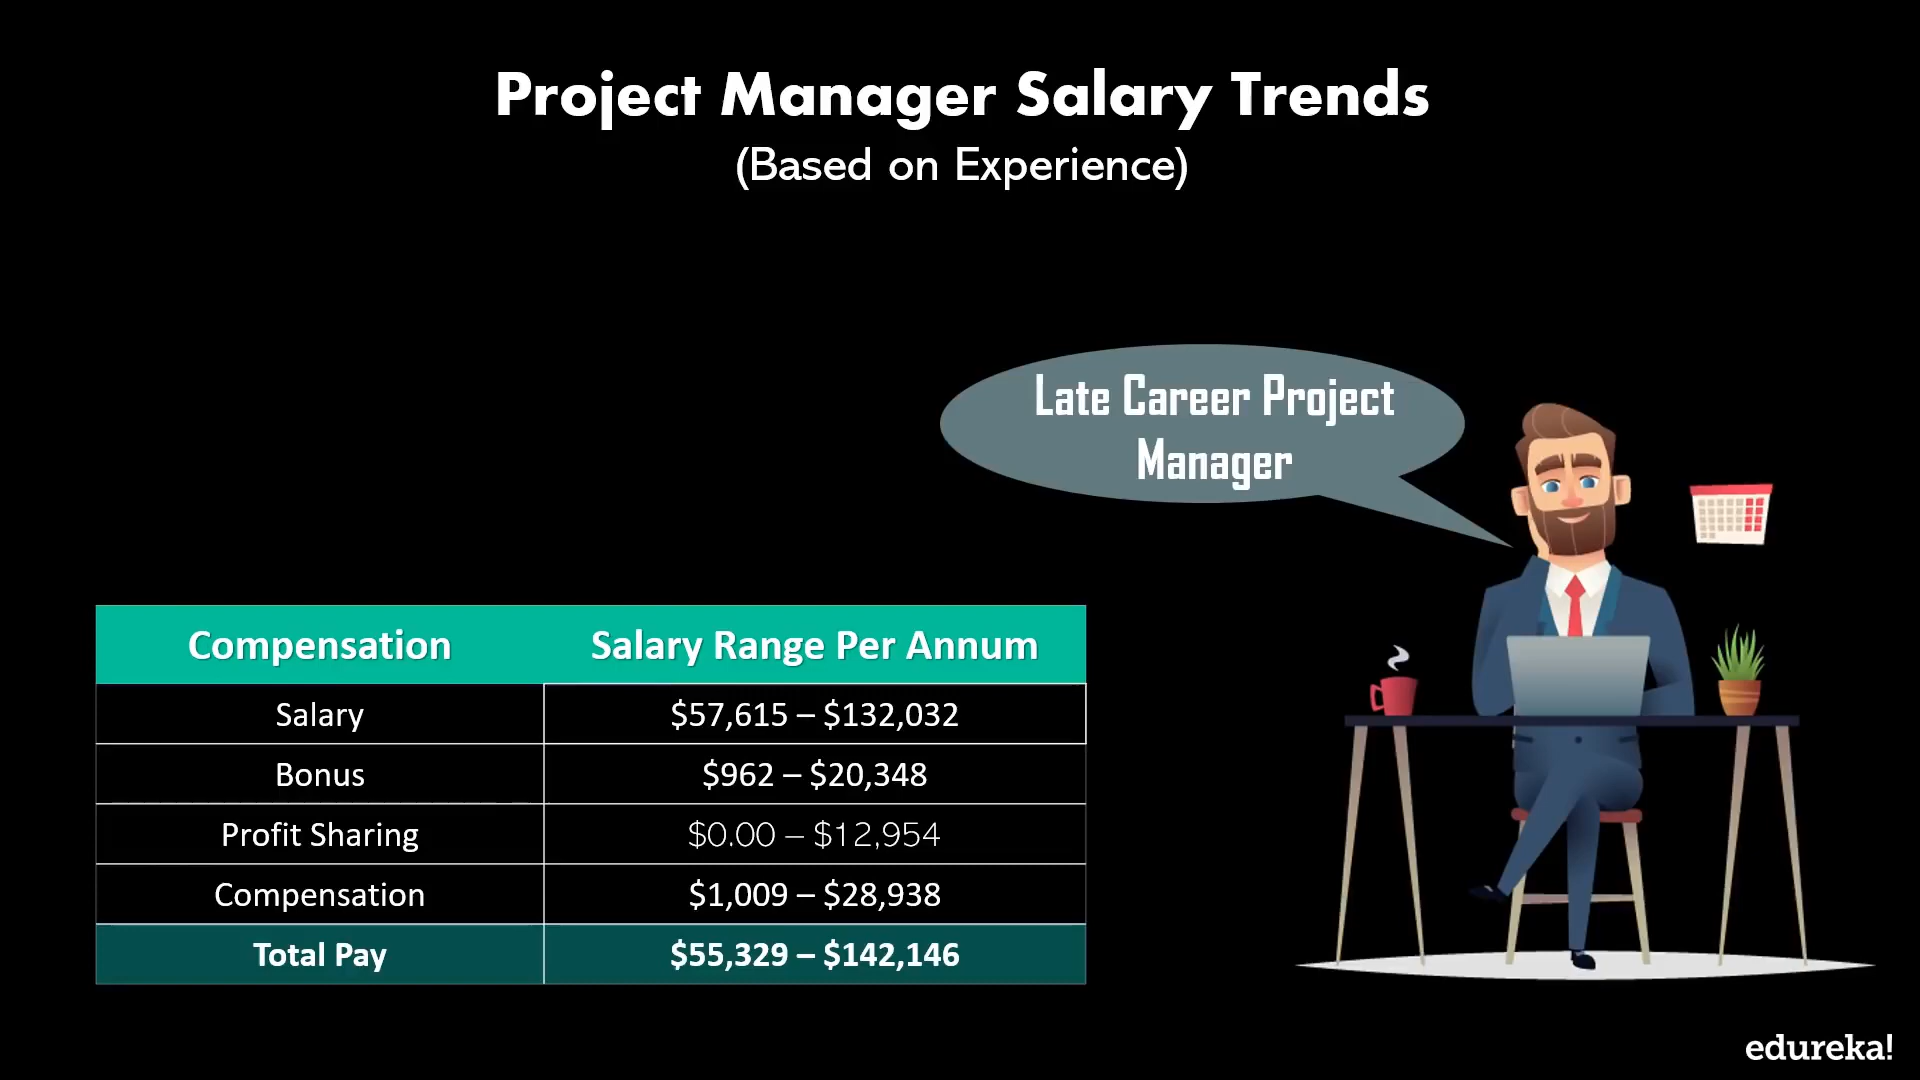 Project Manager Salary Trends
(Based on Experience)
Late Career Project
Manager
Compensation Salary Range Per Annum
Salary $57,615 – $132,032
Bonus $962 – $20,348
Profit Sharing $0.00 – $12,954
Compensation $1,009 – $28,938
Total Pay $55,329 – $142,146
edureka!